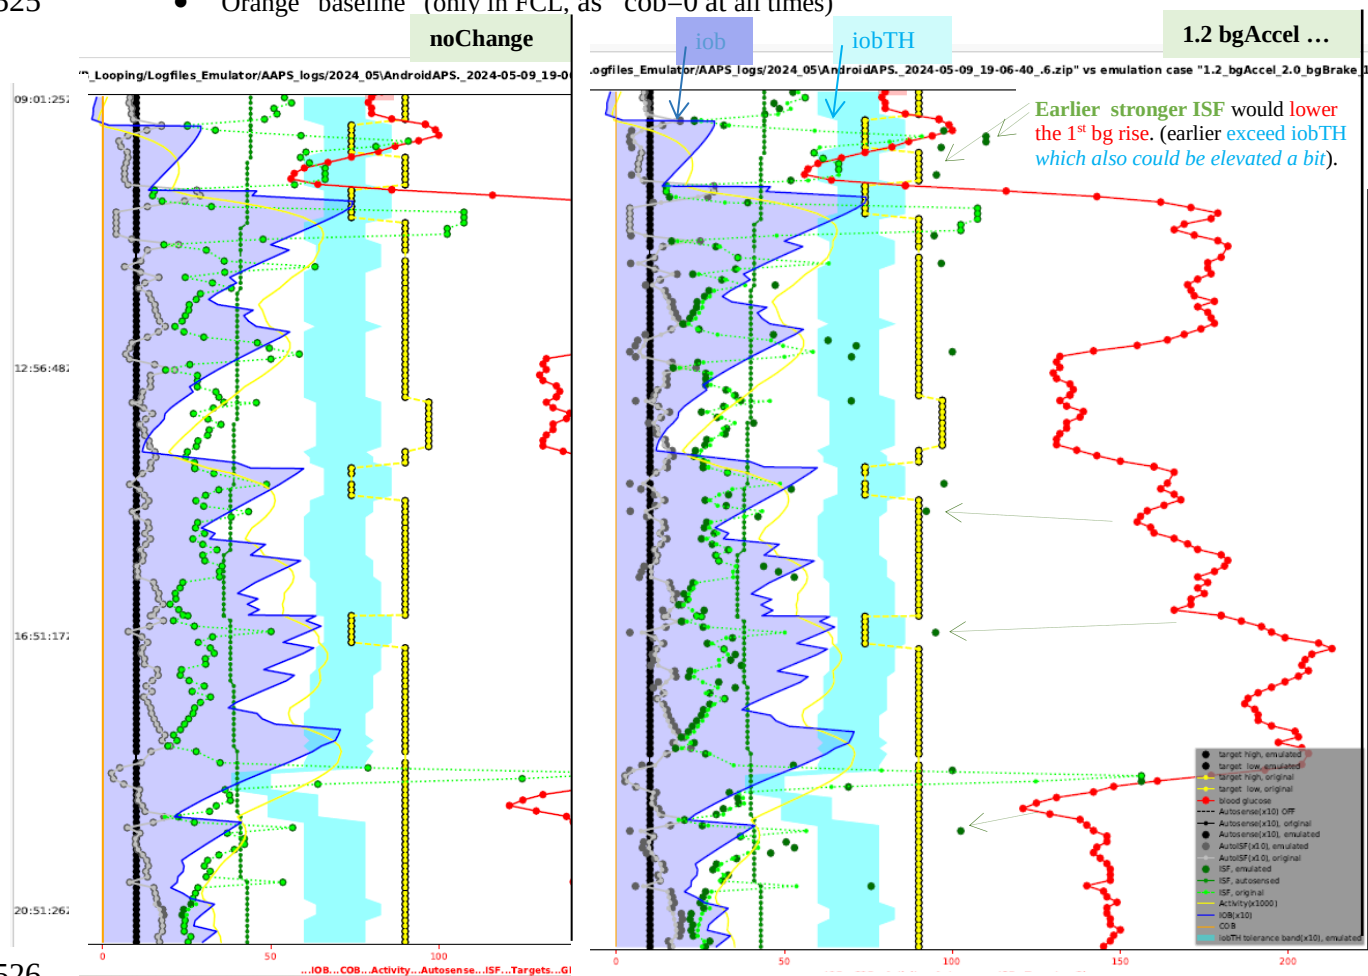 525
● Orange "baseline" (only in FCL, as "cob=0 at all times)
noChange
iob
iobTH
1.2 bgAccel …
_Looping/Logfiles_Emulator/AAPS_logs/2024_05\AndroidAPS._2024-05-09_19-06
.ogfiles_Emulator/AAPS_logs/2024_05\AndroidAPS._2024-05-09_19-06-40_.6.zip" vs emulation case "1.2_bgAccel_2.0_bgBrake_1
09:01:25
Earlier stronger ISF would lower
the 1st bg rise. (earlier exceed iobTH
which also could be elevated a bit).
12:56:48
16:51:17
target high, emulated
target low, emulated
target high, original
target low, original
blood glucose
Autosense(x10) OFF
Autosense(x10), original
Autosense(x10), emulated
AutoISF(x10), emulated
AutoISF(x10), original
ISF, emulated
ISF, autosensed
ISF, original
Activity(x1000)
IOB(x10)
COB
iobTH tolerance band(x10), emulated
20:51:26
0 50 100
0 50 100 150 200
...IOB...COB...Activity...Autosense...ISF...Targets...Gl
526